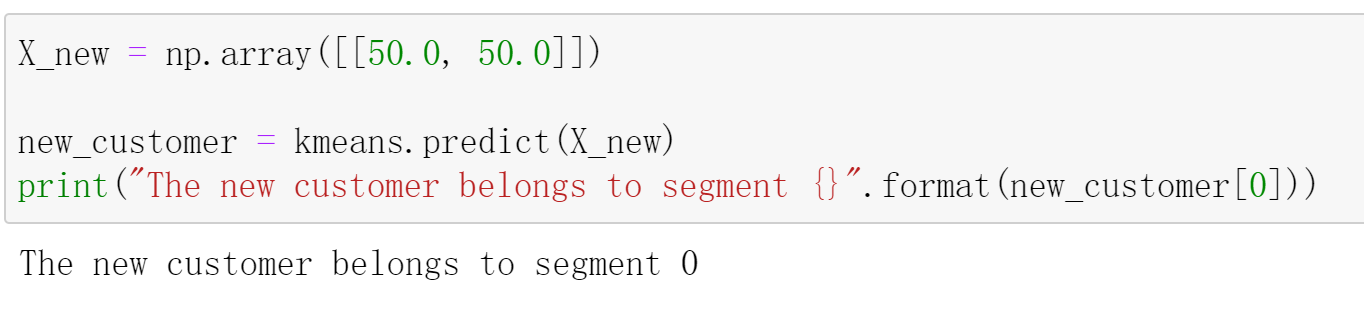 X_new = np.array([[50.0, 50.0]])
new_customer = kmeans.predict(X_new)
print("The new customer belongs to segment {}".format(new_customer[0]))
The new customer belongs to segment 0